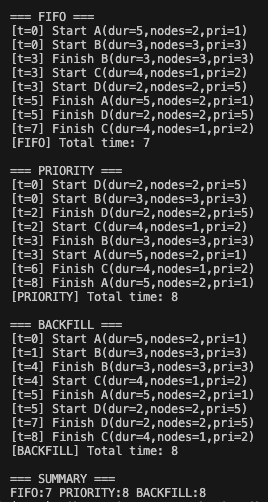 === FIFO ===
[t=0] Start A(dur=5,nodes=2,pri=1)
[t=0] Start B(dur=3,nodes=3,pri=3)
[t=3] Finish B(dur=3,nodes=3,pri=3)
[t=3] Start C(dur=4,nodes=1,pri=2)
[t=3] Start D(dur=2,nodes=2,pri=5)
[t=5] Finish A(dur=5,nodes=2,pri=1)
[t=5] Finish D(dur=2,nodes=2,pri=5)
[t=7] Finish C(dur=4,nodes=1,pri=2)
[FIFO] Total time: 7
=== PRIORITY ===
[t=0] Start D(dur=2,nodes=2,pri=5)
[t=0] Start B(dur=3,nodes=3,pri=3)
[t=2] Finish D(dur=2,nodes=2,pri=5)
[t=2] Start C(dur=4,nodes=1,pri=2)
[t=3] Finish B(dur=3,nodes=3,pri=3)
[t=3] Start A(dur=5,nodes=2,pri=1)
[t=6] Finish C(dur=4,nodes=1,pri=2)
[t=8] Finish A(dur=5,nodes=2,pri=1)
[PRIORITY] Total time: 8
=== BACKFILL ===
[t=0] Start A(dur=5,nodes=2,pri=1)
[t=1] Start B(dur=3,nodes=3,pri=3)
[t=4] Finish B(dur=3,nodes=3,pri=3)
[t=4] Start C(dur=4,nodes=1,pri=2)
[t=5] Finish A(dur=5,nodes=2,pri=1)
[t=5] Start D(dur=2,nodes=2,pri=5)
[t=7] Finish D(dur=2,nodes=2,pri=5)
[t=8] Finish C(dur=4,nodes=1,pri=2)
[BACKFILL] Total time: 8
=== SUMMARY ===
FIFO:7 PRIORITY:8 BACKFILL:8